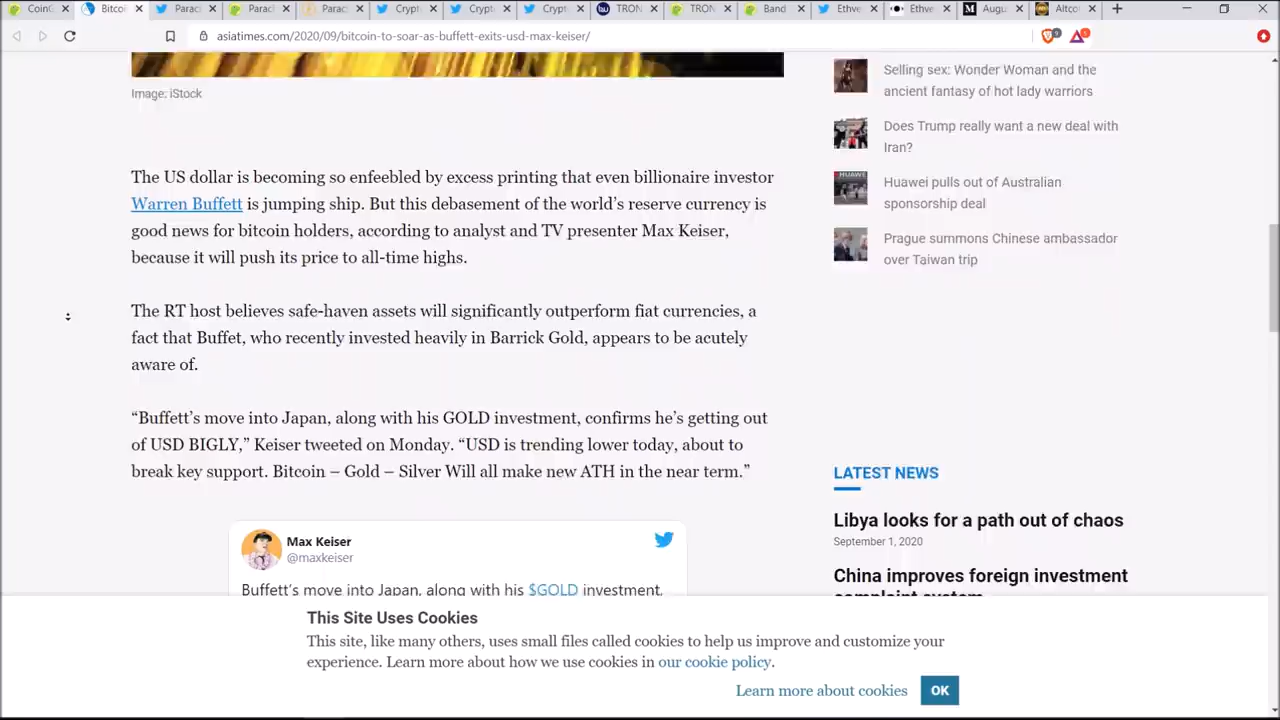 CoinG
Bitcoi
Parac
Paracl
Parac
Crypt
Crypt
Crypt
TRON
TRON
Band
Ethve
Ethve
Augu
Altco
asiatimes.com/2020/09/bitcoin-to-soar-as-buffett-exits-usd-max-keiser/
Image: iStock
The US dollar is becoming so enfeebled by excess printing that even billionaire investor
Warren Buffett is jumping ship. But this debasement of the world’s reserve currency is
good news for bitcoin holders, according to analyst and TV presenter Max Keiser,
because it will push its price to all-time highs.
The RT host believes safe-haven assets will significantly outperform fiat currencies, a
fact that Buffet, who recently invested heavily in Barrick Gold, appears to be acutely
aware of.
“Buffett’s move into Japan, along with his GOLD investment, confirms he’s getting out
of USD BIGLY,” Keiser tweeted on Monday. “USD is trending lower today, about to
break key support. Bitcoin – Gold – Silver Will all make new ATH in the near term.”
Max Keiser
@maxkeiser
Buffett’s move into Japan, along with his $GOLD investment,
Selling sex: Wonder Woman and the
ancient fantasy of hot lady warriors
Does Trump really want a new deal with
Iran?
Huawei pulls out of Australian
sponsorship deal
Prague summons Chinese ambassador
over Taiwan trip
LATEST NEWS
Libya looks for a path out of chaos
September 1, 2020
China improves foreign investment
complaint system
This Site Uses Cookies
This site, like many others, uses small files called cookies to help us improve and customize your
experience. Learn more about how we use cookies in our cookie policy.
Learn more about cookies
OK